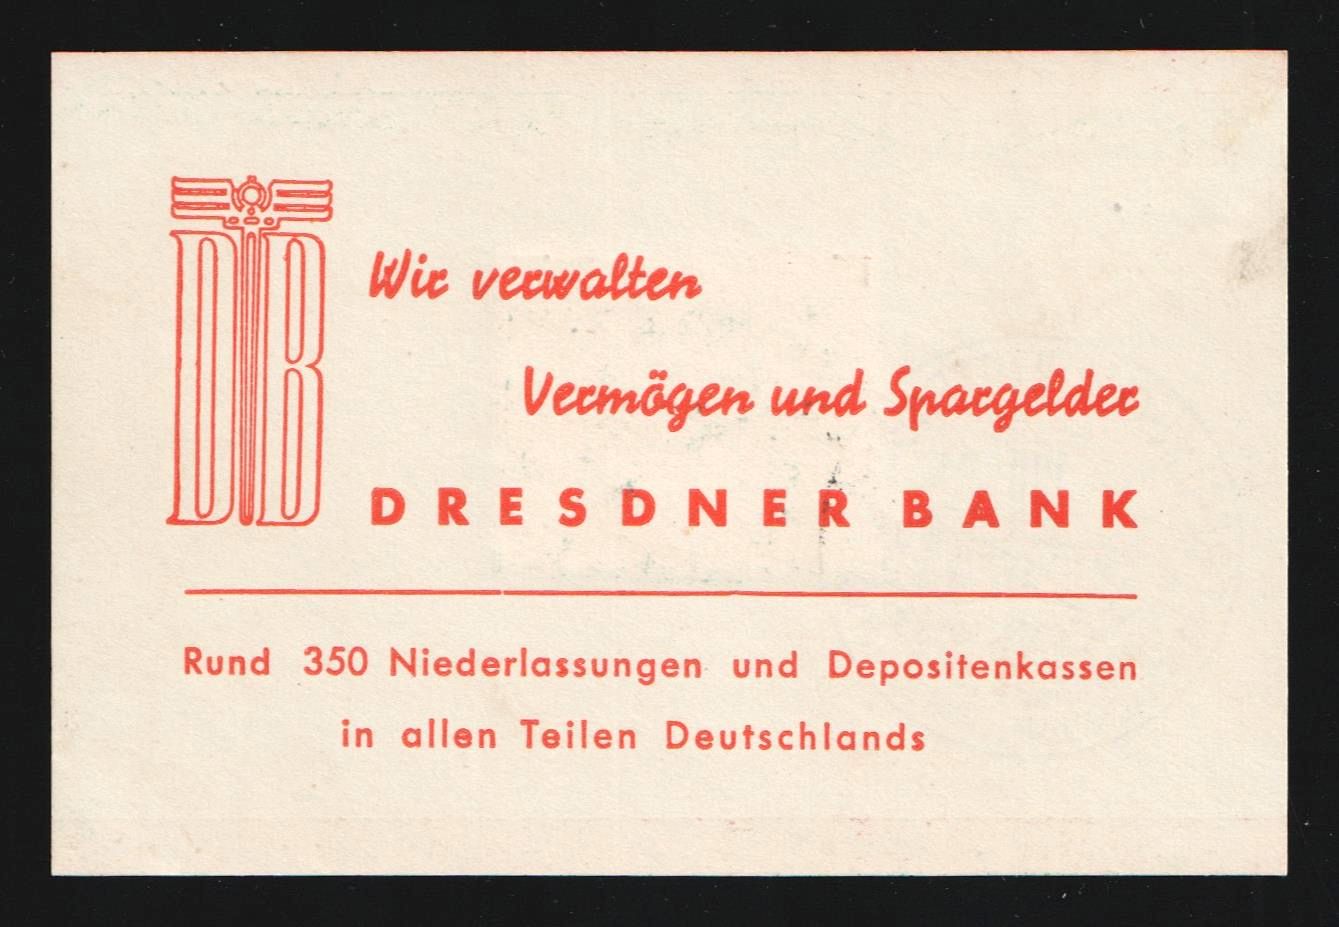 DB
Wir verwalten
Vermögen und Spargelder
DRESDNER BANK
Rund 350 Niederlassungen und Depositenkassen
in allen Teilen Deutschlands